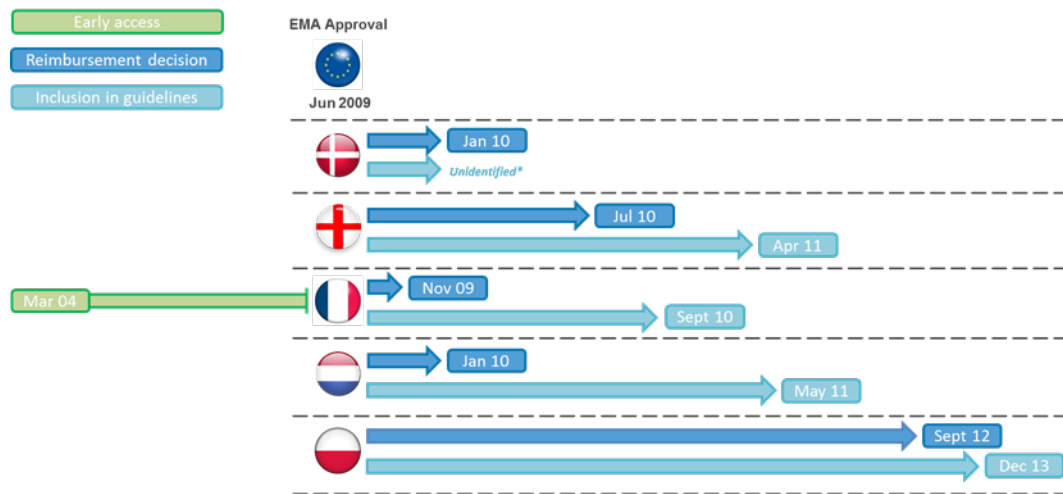 Early access
Reimbursement decision
Inclusion in guidelines
EMA Approval
Jun 2009
Jan 10
Unidentified*
Jul 10
Apr 11
Mar 04
Nov 09
Sept 10
Jan 10
May 11
Sept 12
Dec 13